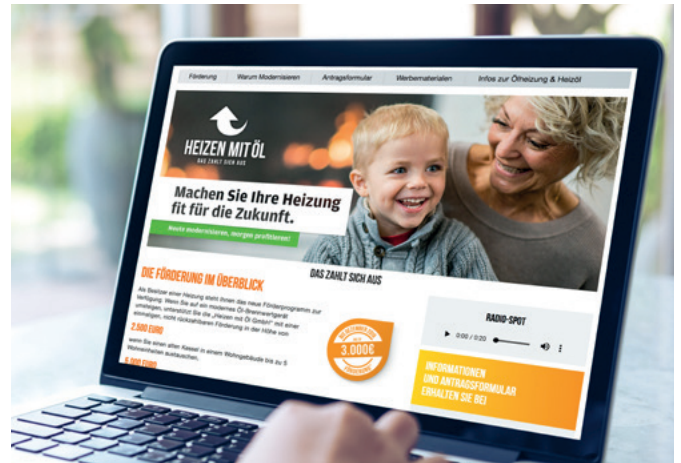 Förderung Warum Modernisieren Antragsformular Werbematerialen Infos zur Ölheizung & Heizöl
HEIZEN MIT ÖL
DAS ZAHLT SICH AUS
Machen Sie Ihre Heizung
fit für die Zukunft.
Heute modernisieren, morgen profitieren!
DAS ZAHLT SICH AUS
DIE FÖRDERUNG IM ÜBERBLICK
Als Besitzer einer Heizung steht Ihnen das neue Förderprogramm zur
Verfügung. Wenn Sie auf ein modernes Öl-Brennwertgerät
umsteigen, unterstützt Sie die „Heizen mit Öl GmbH" mit einer
einmaligen, nicht rückzahlbaren Förderung in der Höhe von
2.500 EURO
wenn Sie einen alten Kessel in einem Wohngebäude bis zu 5
Wohneinheiten austauschen,
5.000 EURO
3.000€
FÖRDERUNG
RADIO-SPOT
0:00 / 0:20
INFORMATIONEN
UND ANTRAGSFORMULAR
ERHALTEN SIE BEI